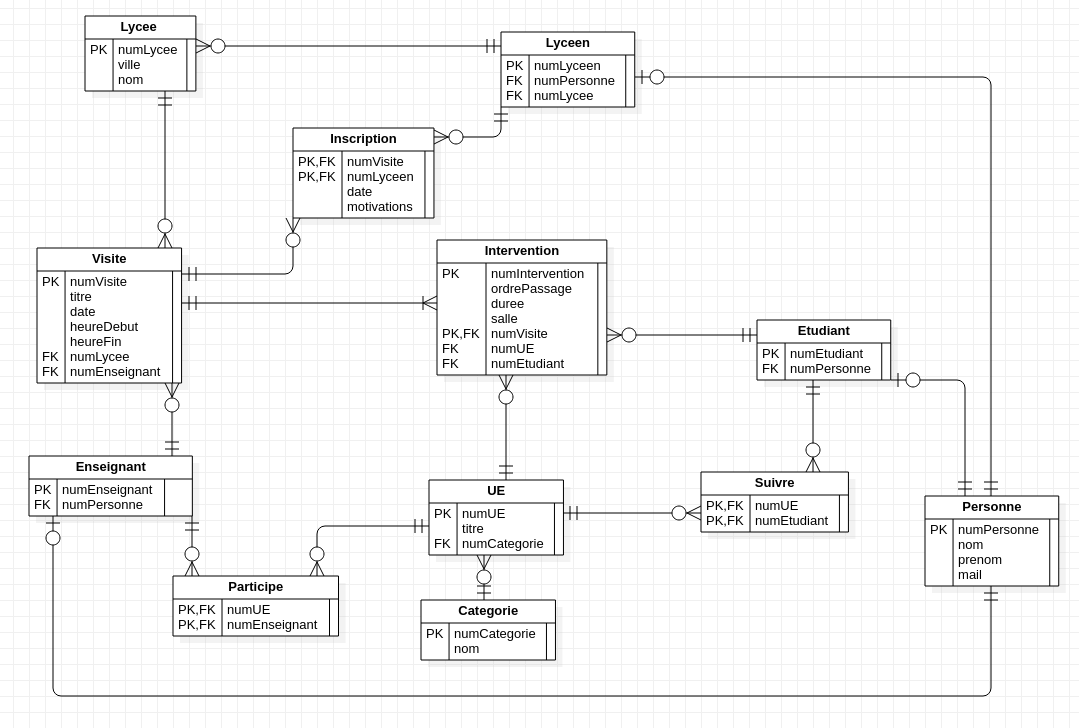 Lycee
PK numLycee
ville
nom
Lyceen
PK numLyceen
FK numPersonne
FK numLycee
Inscription
PK,FK numVisite
PK,FK numLyceen
date
motivations
Visite
PK numVisite
titre
date
heureDebut
heureFin
FK numLycee
FK numEnseignant
Intervention
PK numIntervention
ordrePassage
duree
salle
PK,FK numVisite
FK numUE
FK numEtudiant
Etudiant
PK numEtudiant
FK numPersonne
Enseignant
PK numEnseignant
FK numPersonne
UE
PK numUE
titre
FK numCategorie
Suivre
PK,FK numUE
PK,FK numEtudiant
Personne
PK numPersonne
nom
prenom
mail
Participe
PK,FK numUE
PK,FK numEnseignant
Categorie
PK numCategorie
nom